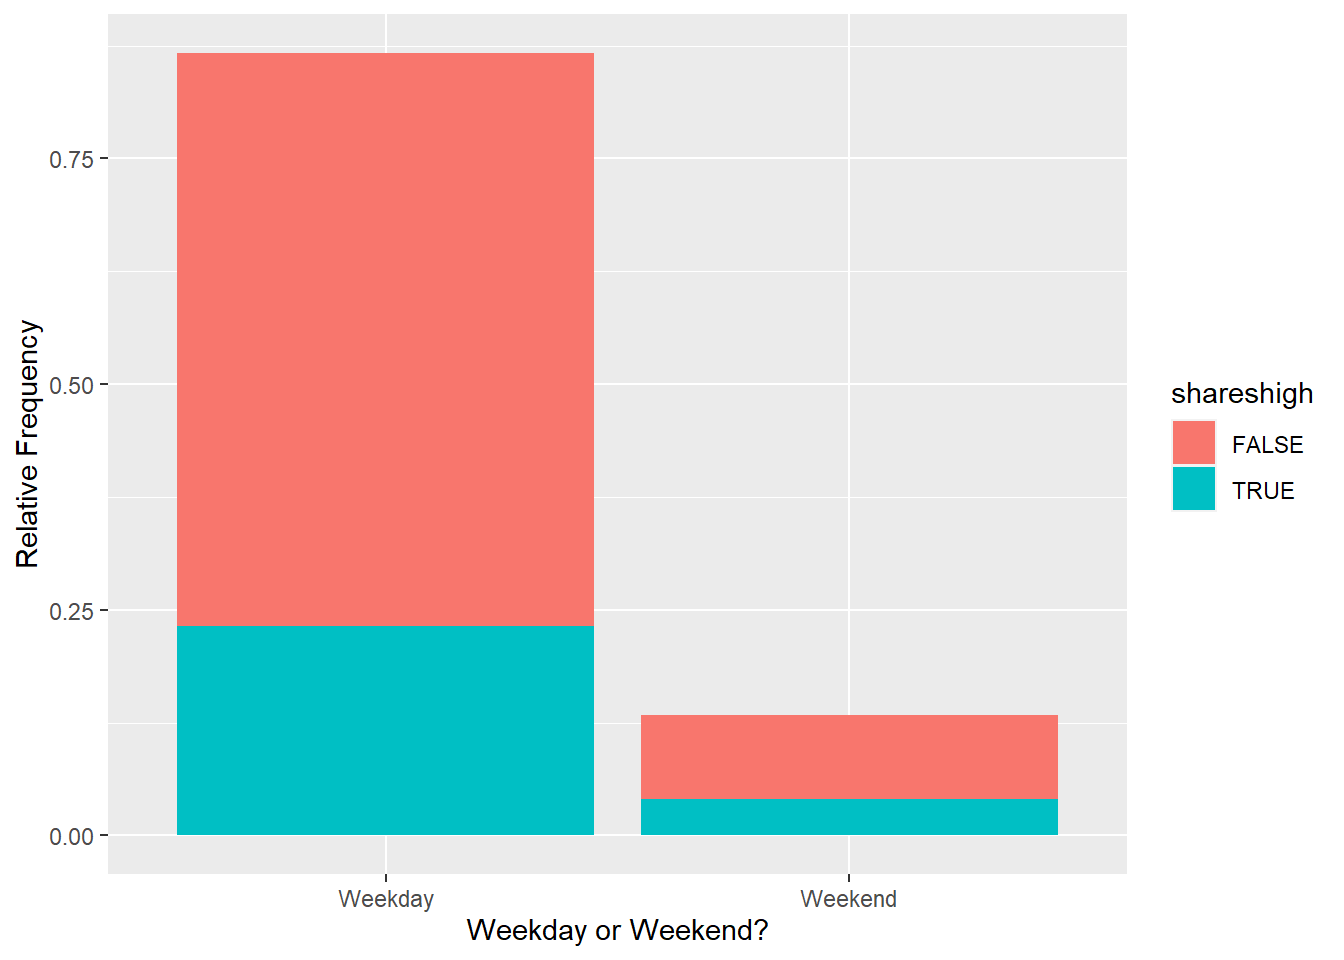 Relative Frequency
0.75
0.50
0.25
0.00
Weekday
Weekend
Weekday or Weekend?
shareshigh
FALSE
TRUE